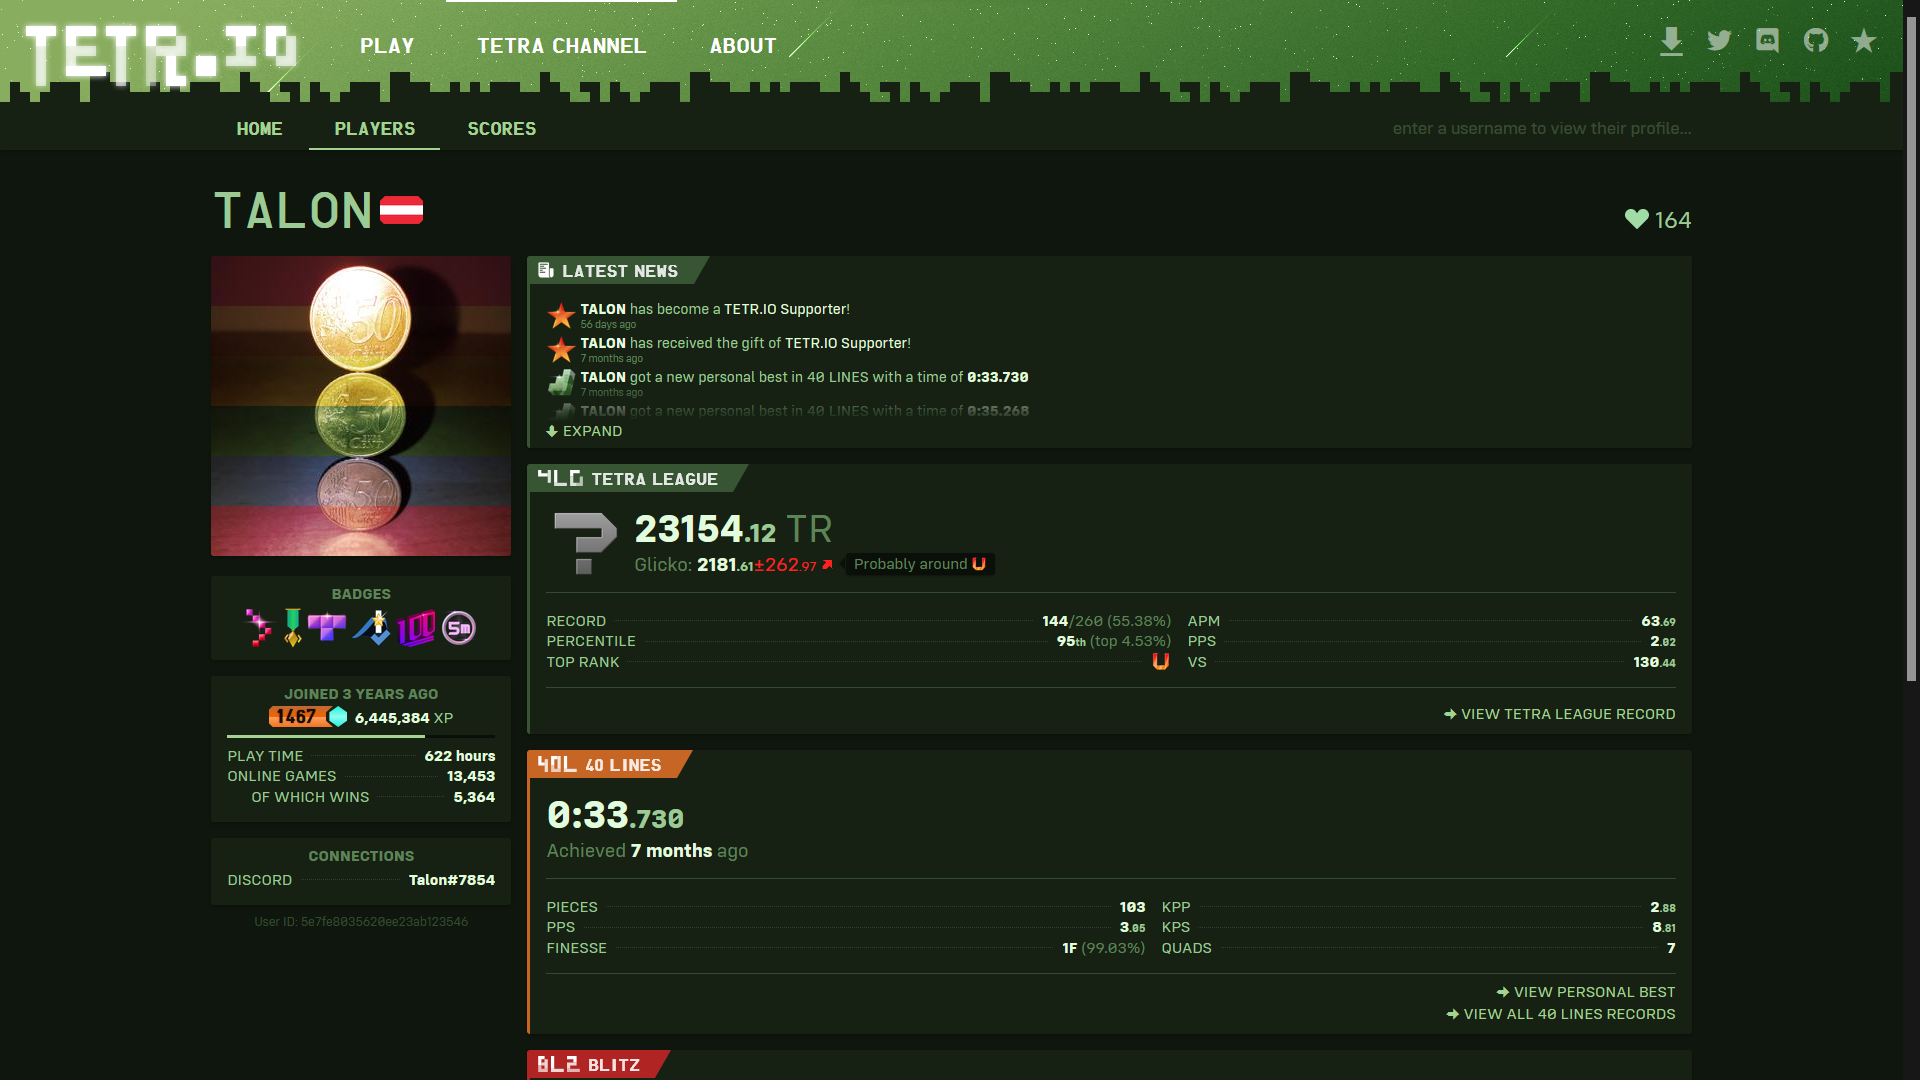 TETR.IO
PLAY
TETRA CHANNEL
ABOUT
HOME
PLAYERS
SCORES
enter a username to view their profile...
TALON
164
BADGES
100
5m
JOINED 3 YEARS AGO
1467
6,445,384 XP
PLAY TIME 622 hours
ONLINE GAMES 13,453
OF WHICH WINS 5,364
CONNECTIONS
DISCORD Talon#7854
User ID: 5e7fe8035620ee23ab123546
LATEST NEWS
TALON has become a TETR.IO Supporter!
56 days ago
TALON has received the gift of TETR.IO Supporter!
7 months ago
TALON got a new personal best in 40 LINES with a time of 0:33.730
7 months ago
TALON got a new personal best in 40 LINES with a time of 0:35.268
EXPAND
4LG TETRA LEAGUE
?
23154.12 TR
Glicko: 2181.61±262.97 Probably around U
RECORD 144/260 (55.38%) APM 63.69
PERCENTILE 95th (top 4.53%) PPS 2.02
TOP RANK U VS 130.44
VIEW TETRA LEAGUE RECORD
40L 40 LINES
0:33.730
Achieved 7 months ago
PIECES 103 KPP 2.88
PPS 3.05 KPS 8.81
FINESSE 1F (99.03%) QUADS 7
VIEW PERSONAL BEST
VIEW ALL 40 LINES RECORDS
BLZ BLITZ
50
CENT
50
CENT
50